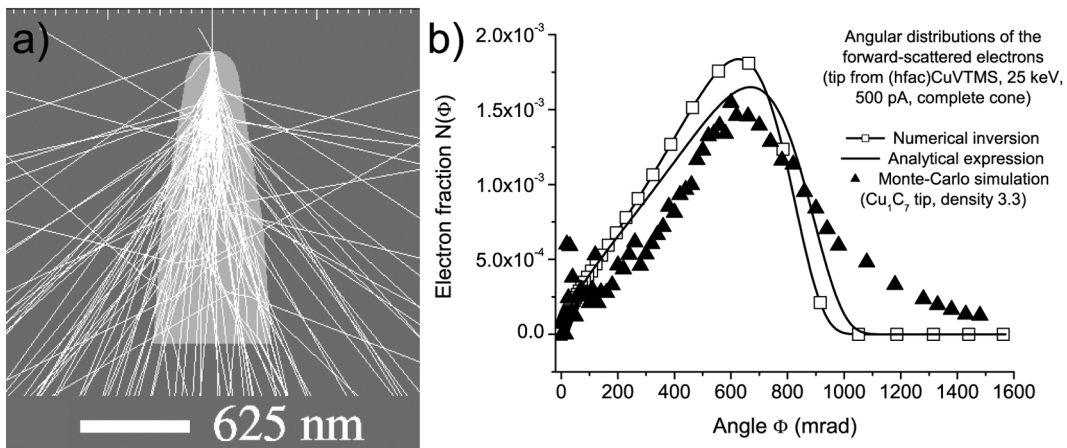 a)
625 nm
b)
Electron fraction N(Φ)
2.0x10⁻³
1.5x10⁻³
1.0x10⁻³
5.0x10⁻⁴
0.0
0 200 400 600 800 1000 1200 1400 1600
Angle Φ (mrad)
Angular distributions of the
forward-scattered electrons
(tip from (hfac)CuVTMS, 25 keV,
500 pA, complete cone)
Numerical inversion
Analytical expression
Monte-Carlo simulation
(Cu₁C₇ tip, density 3.3)